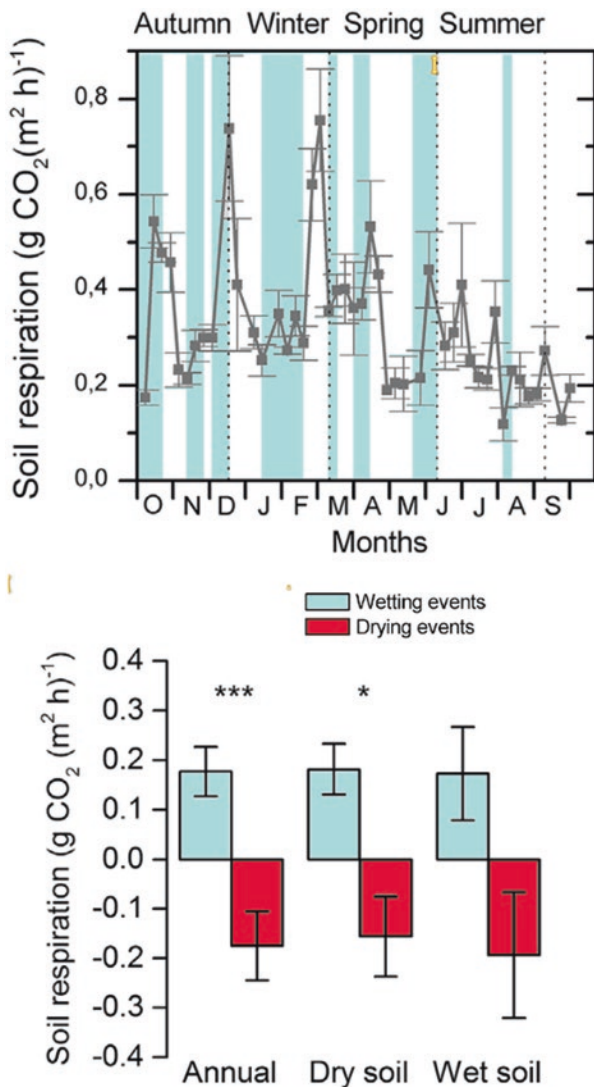 Autumn Winter Spring Summer
Soil respiration (g CO₂(m² h)⁻¹
0,8
0,6
0,4
0,2
0,0
O N D J F M A M J J A S
Months
Wetting events
Drying events
Soil respiration (g CO₂ (m² h)⁻¹
0.4
0.3
0.2
0.1
0.0
-0.1
-0.2
-0.3
-0.4
*** *
Annual Dry soil Wet soil